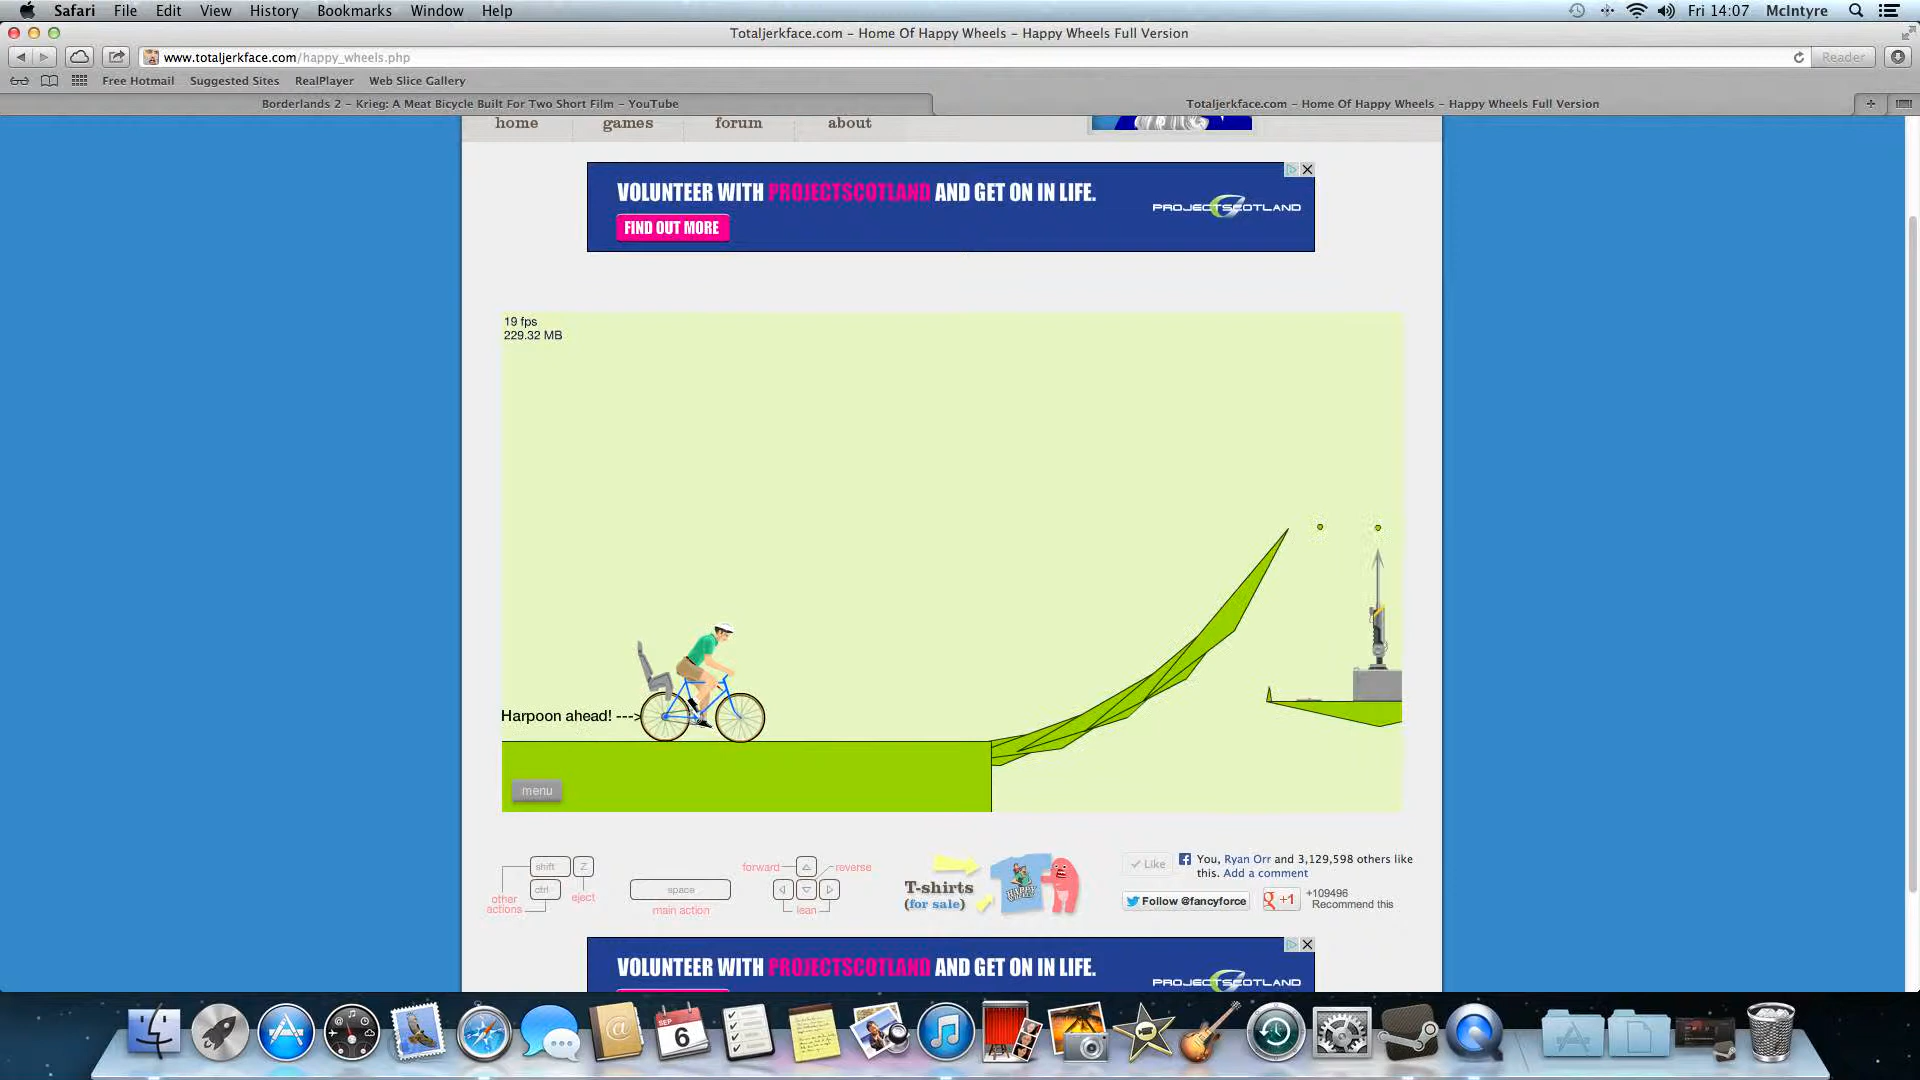 Safari File Edit View History Bookmarks Window Help Fri 14:07 McIntyre
Totaljerkface.com – Home Of Happy Wheels – Happy Wheels Full Version
www.totaljerkface.com/happy_wheels.php Reader
Free Hotmail Suggested Sites RealPlayer Web Slice Gallery
Borderlands 2 – Krieg: A Meat Bicycle Built For Two Short Film – YouTube Totaljerkface.com – Home Of Happy Wheels – Happy Wheels Full Version
home games forum about
VOLUNTEER WITH PROJECTSCOTLAND AND GET ON IN LIFE.
PROJECTSCOTLAND
FIND OUT MORE
19 fps
229.32 MB
Harpoon ahead! --->
menu
shift Z
ctrl
other actions
eject
space
main action
forward reverse
lean
T-shirts
(for sale)
HAPPY WHEELS
Like You, Ryan Orr and 3,129,598 others like
this. Add a comment
Follow @fancyforce +1 +109496
Recommend this
VOLUNTEER WITH PROJECTSCOTLAND AND GET ON IN LIFE.
PROJECTSCOTLAND
SEP
6